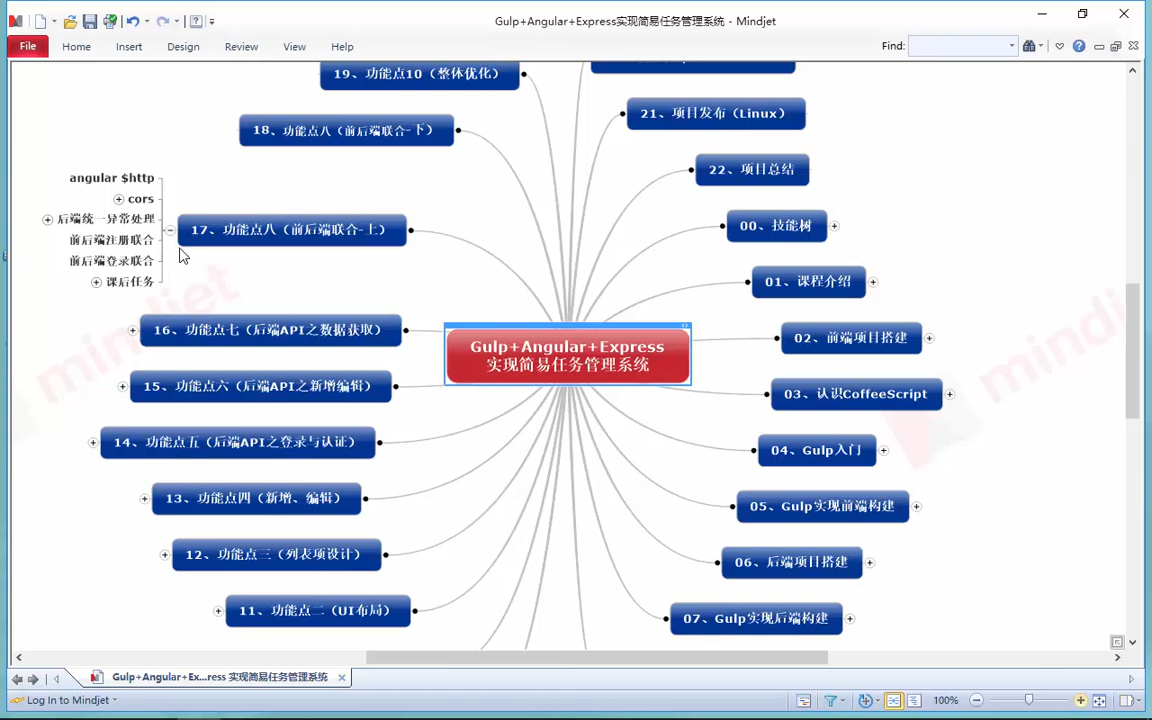 Gulp+Angular+Express实现简易任务管理系统 - Mindjet
File
Home
Insert
Design
Review
View
Help
Find:
19、功能点10（整体优化）
18、功能点八（前后端联合-下）
angular $http
cors
后端统一异常处理
前后端注册联合
前后端登录联合
课后任务
17、功能点八（前后端联合-上）
16、功能点七（后端API之数据获取）
15、功能点六（后端API之新增编辑）
14、功能点五（后端API之登录与认证）
13、功能点四（新增、编辑）
12、功能点三（列表项设计）
11、功能点二（UI布局）
Gulp+Angular+Express
实现简易任务管理系统
21、项目发布（Linux）
22、项目总结
00、技能树
01、课程介绍
02、前端项目搭建
03、认识CoffeeScript
04、Gulp入门
05、Gulp实现前端构建
06、后端项目搭建
07、Gulp实现后端构建
mindjet
mindje
Gulp+Angular+Ex...ress 实现简易任务管理系统
Log In to Mindjet
100%